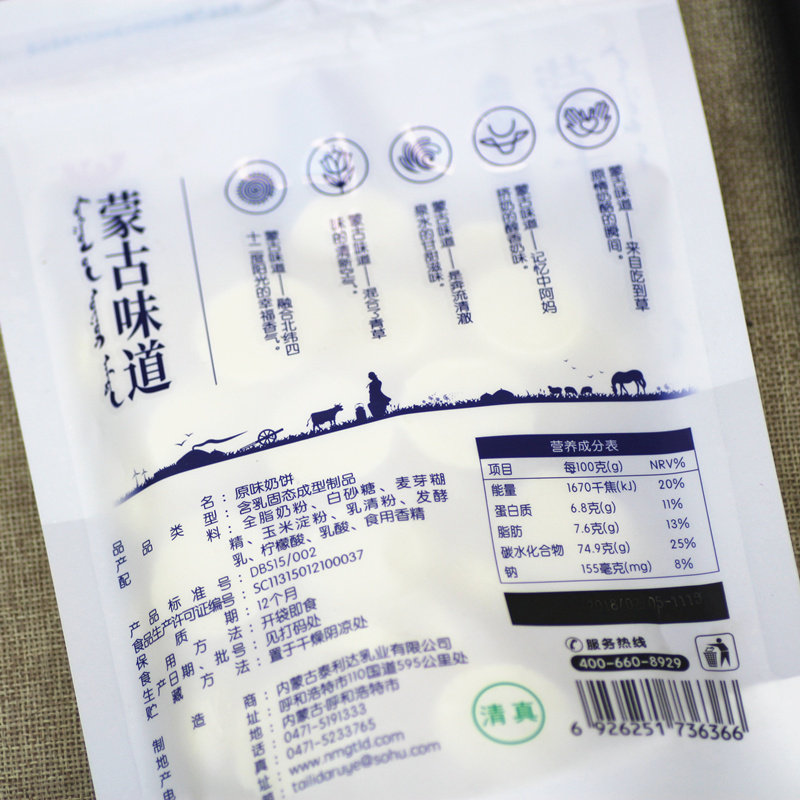 蒙古味道
蒙古味道——融合北纬四
十二度阳光的幸福香气。
蒙古味道——混合了青草
味的清新空气。
蒙古味道——是奔流清澈
泉水的甘甜滋味。
蒙古味道——记忆中阿妈
挤奶的醇香奶味。
蒙古味道——来自吃到草
原情奶酪的瞬间。
品名：原味奶饼
产品类型：含乳固态成型制品
配料：全脂奶粉、白砂糖、麦芽糊
精、玉米淀粉、乳清粉、发酵
乳、柠檬酸、乳酸、食用香精
产品标准号：DBS15/002
食品生产许可证编号：SC11315012100037
保质期：12个月
食用方法：开袋即食
生产日期、批号：见打码处
贮藏方法：置于干燥阴凉处
制造商：内蒙古泰利达乳业有限公司
地址：呼和浩特市110国道595公里处
产地：内蒙古·呼和浩特市
电话：0471-5191333
传真：0471-5233765
网址：www.nmgtld.com
邮箱：tailidaruye@sohu.com
营养成分表
项目 每100克(g) NRV%
能量 1670千焦(kJ) 20%
蛋白质 6.8克(g) 11%
脂肪 7.6克(g) 13%
碳水化合物 74.9克(g) 25%
钠 155毫克(mg) 8%
服务热线
400-660-8929
清真
6 926251 736366